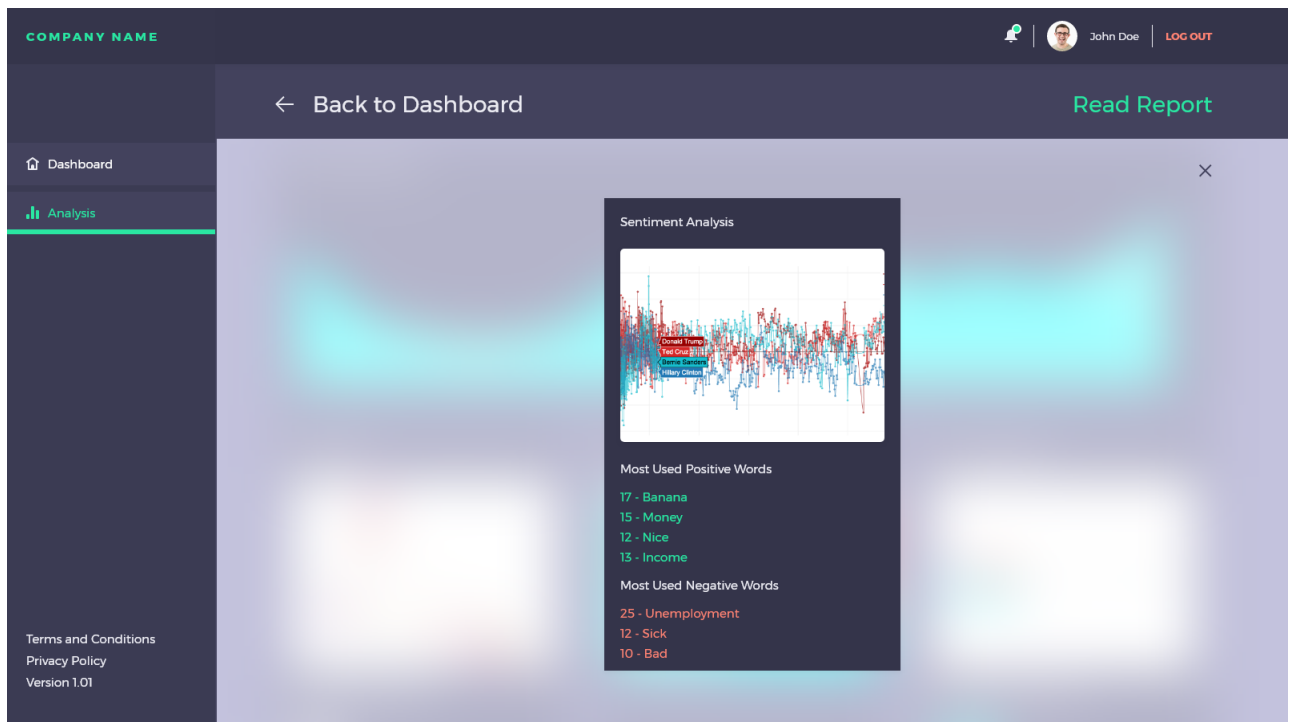 COMPANY NAME
John Doe
LOG OUT
← Back to Dashboard
Read Report
Dashboard
Analysis
Sentiment Analysis
Donald Trump
Ted Cruz
Bernie Sanders
Hillary Clinton
Most Used Positive Words
17 - Banana
15 - Money
12 - Nice
13 - Income
Most Used Negative Words
25 - Unemployment
12 - Sick
10 - Bad
Terms and Conditions
Privacy Policy
Version 1.01